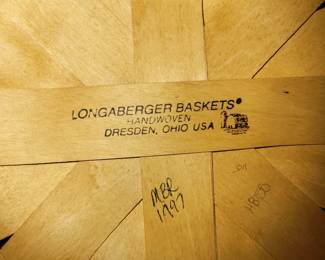 LONGABERGER BASKETS®
HANDWOVEN
DRESDEN, OHIO USA
MBR
1997